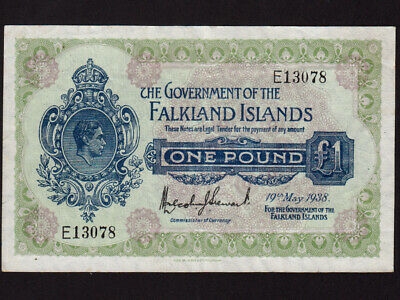 E13078
THE GOVERNMENT OF THE
FALKLAND ISLANDS
These Notes are Legal Tender for the payment of any amount
ONE POUND £1
19th May 1938.
Commissioner of Currency
FOR THE GOVERNMENT OF THE
FALKLAND ISLANDS
E13078